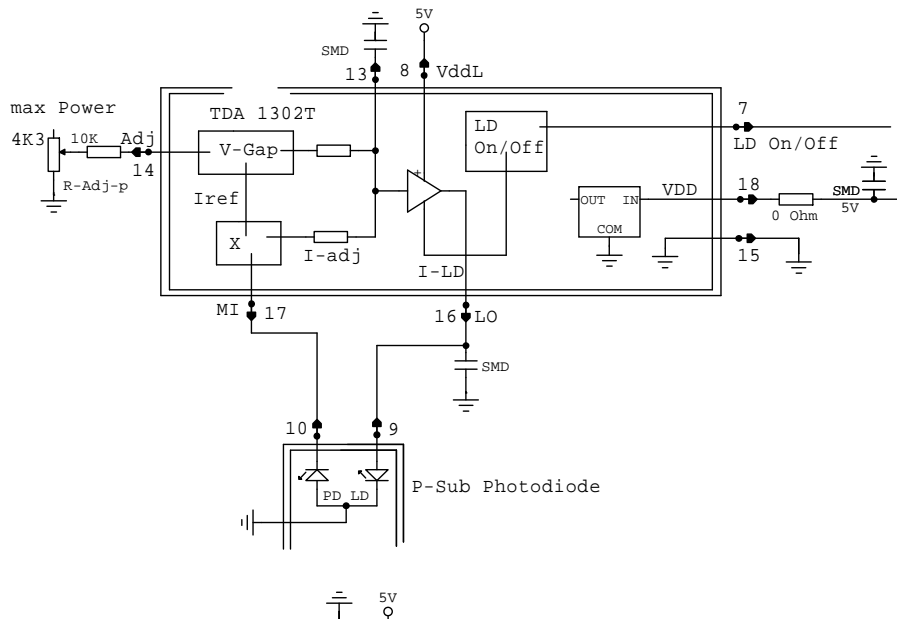 5V
SMD
13
8
VddL
max Power
TDA 1302T
7
4K3
10K
Adj
LD
On/Off
V-Gap
LD On/Off
14
R-Adj-p
Iref
VDD
18
SMD
OUT
IN
0 Ohm
5V
COM
X
I-adj
15
I-LD
MI
17
16
LO
SMD
10
9
PD
LD
P-Sub Photodiode
5V
+